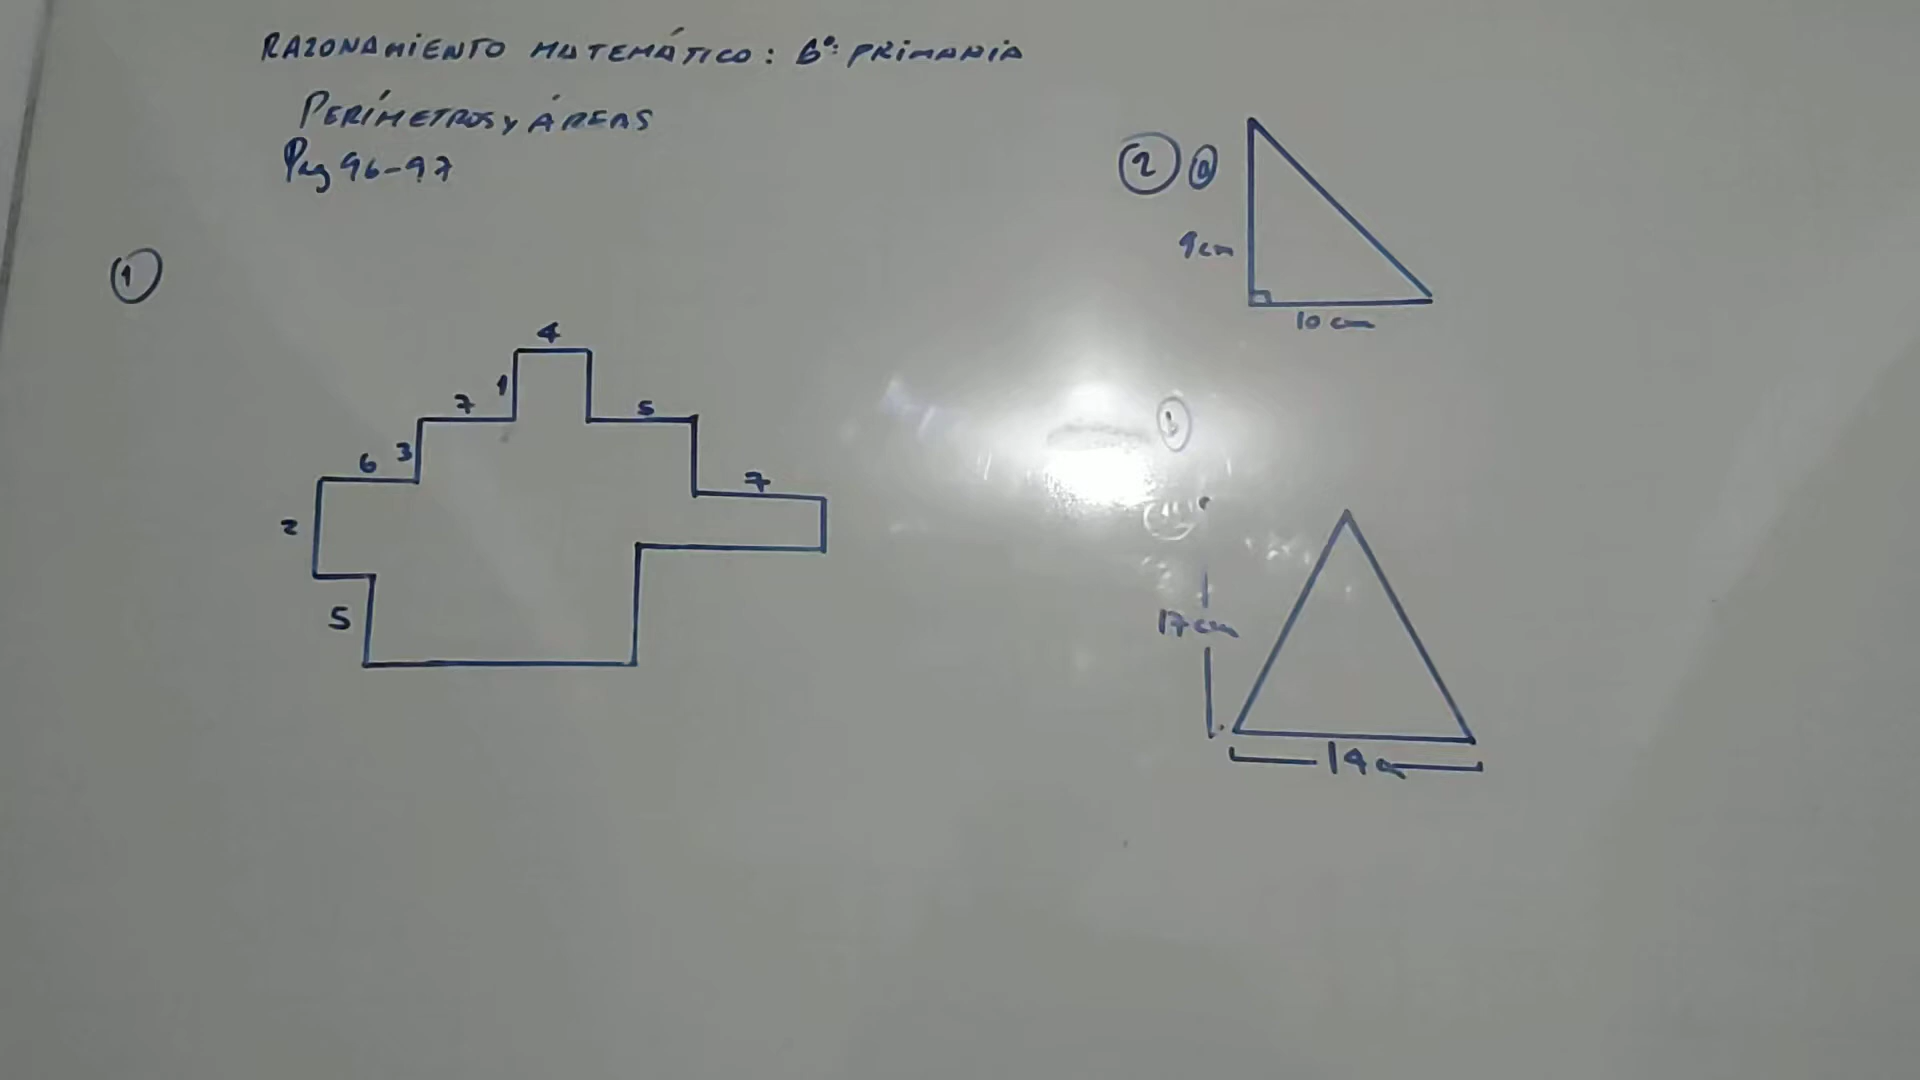 RAZONAMIENTO MATEMÁTICO: 6º PRIMARIA
PERÍMETROS y ÁREAS
Pag 96-97
1
4
1
7
5
3
6
7
2
5
2 a
9cm
10 cm
b
17cm
14cm